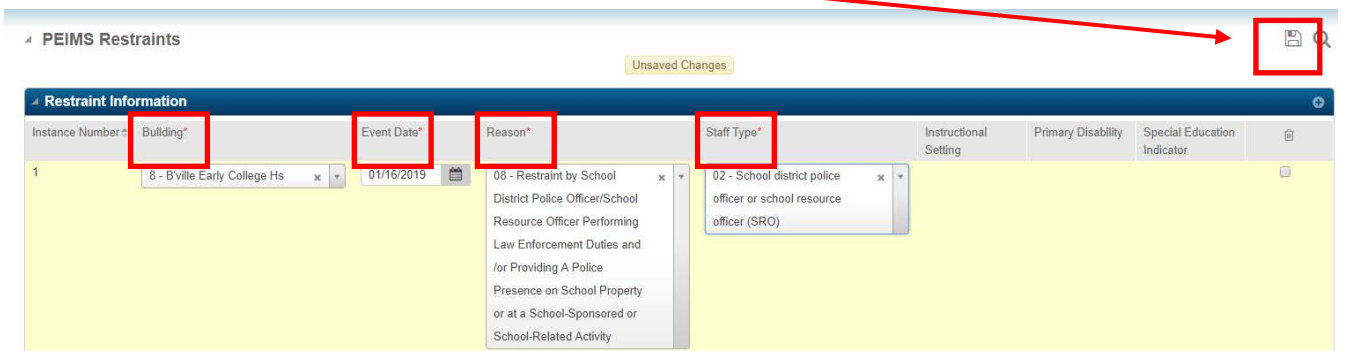 PEIMS Restraints
Unsaved Changes
Restraint Information
Instance Number Building* Event Date* Reason* Staff Type* Instructional Setting Primary Disability Special Education Indicator
1 8 - B'ville Early College Hs x 01/16/2019 08 - Restraint by School x 02 - School district police x
District Police Officer/School officer or school resource
Resource Officer Performing officer (SRO)
Law Enforcement Duties and
/or Providing A Police
Presence on School Property
or at a School-Sponsored or
School-Related Activity